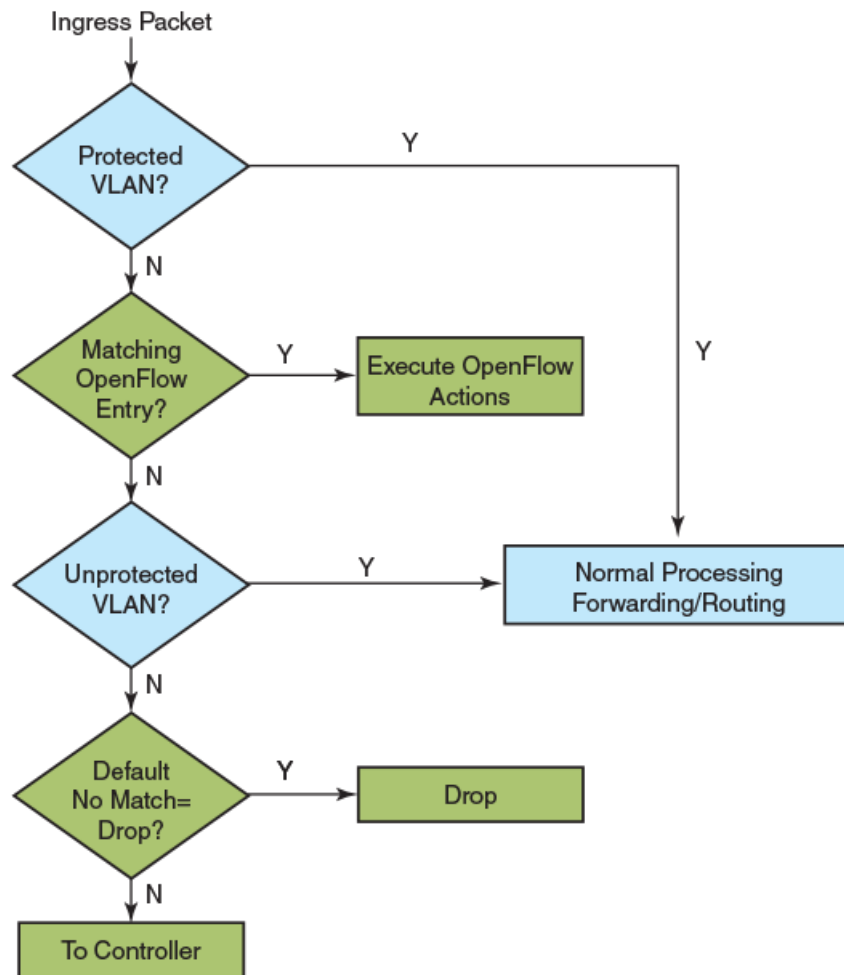 Ingress Packet
Protected
VLAN?
Y
Y
N
Matching
OpenFlow
Entry?
Y
Execute OpenFlow
Actions
N
Unprotected
VLAN?
Y
Normal Processing
Forwarding/Routing
N
Default
No Match=
Drop?
Y
Drop
N
To Controller